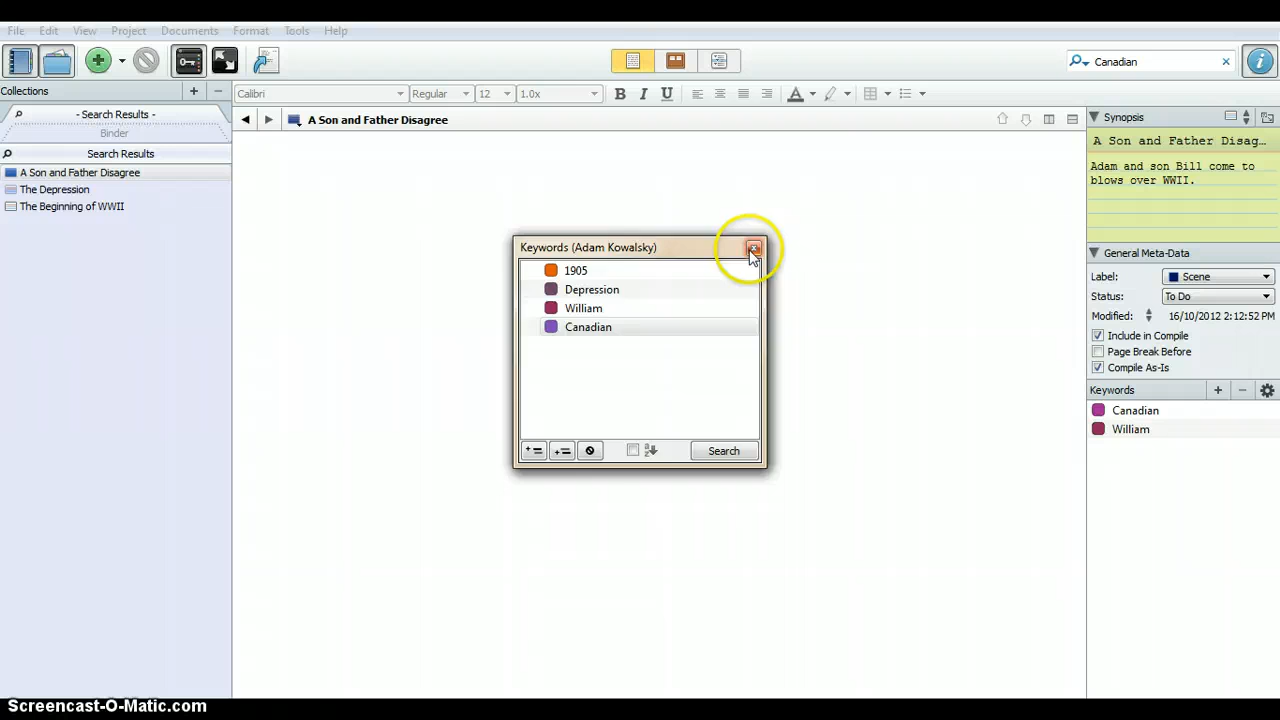 File Edit View Project Documents Format Tools Help
Canadian
Collections
Calibri Regular 12 1.0x B I U A
- Search Results -
Binder
Search Results
A Son and Father Disagree
The Depression
The Beginning of WWII
A Son and Father Disagree
Keywords (Adam Kowalsky)
1905
Depression
William
Canadian
Search
Synopsis
A Son and Father Disag…
Adam and son Bill come to
blows over WWII.
General Meta-Data
Label: Scene
Status: To Do
Modified: 16/10/2012 2:12:52 PM
Include in Compile
Page Break Before
Compile As-Is
Keywords
Canadian
William
Screencast-O-Matic.com